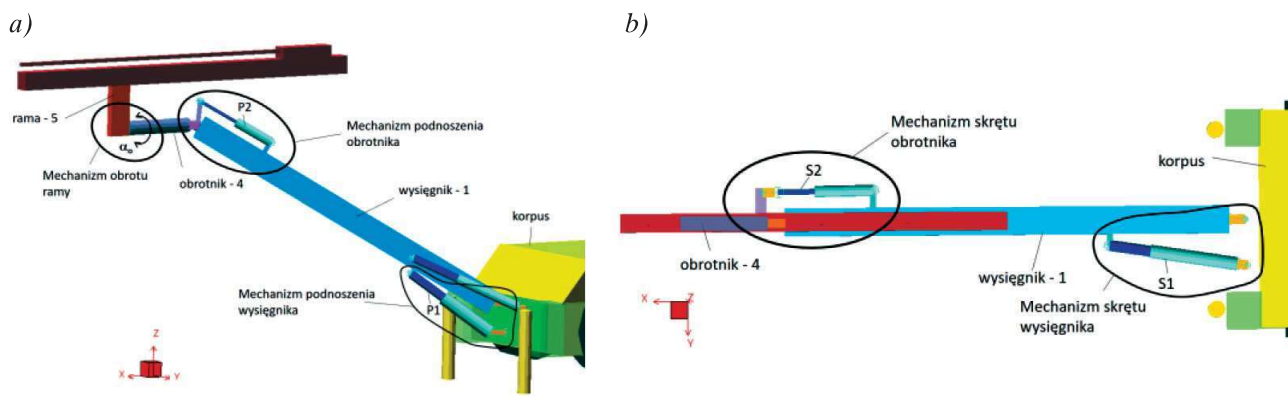 a)
rama - 5
P2
Mechanizm podnoszenia
obrotnika
αₒ
Mechanizm obrotu
ramy
obrotnik - 4
wysięgnik - 1
korpus
Mechanizm podnoszenia
wysięgnika
P1
Z
X
Y
b)
Mechanizm skrętu
obrotnika
korpus
S2
obrotnik - 4
wysięgnik - 1
S1
Mechanizm skrętu
wysięgnika
X
Z
Y